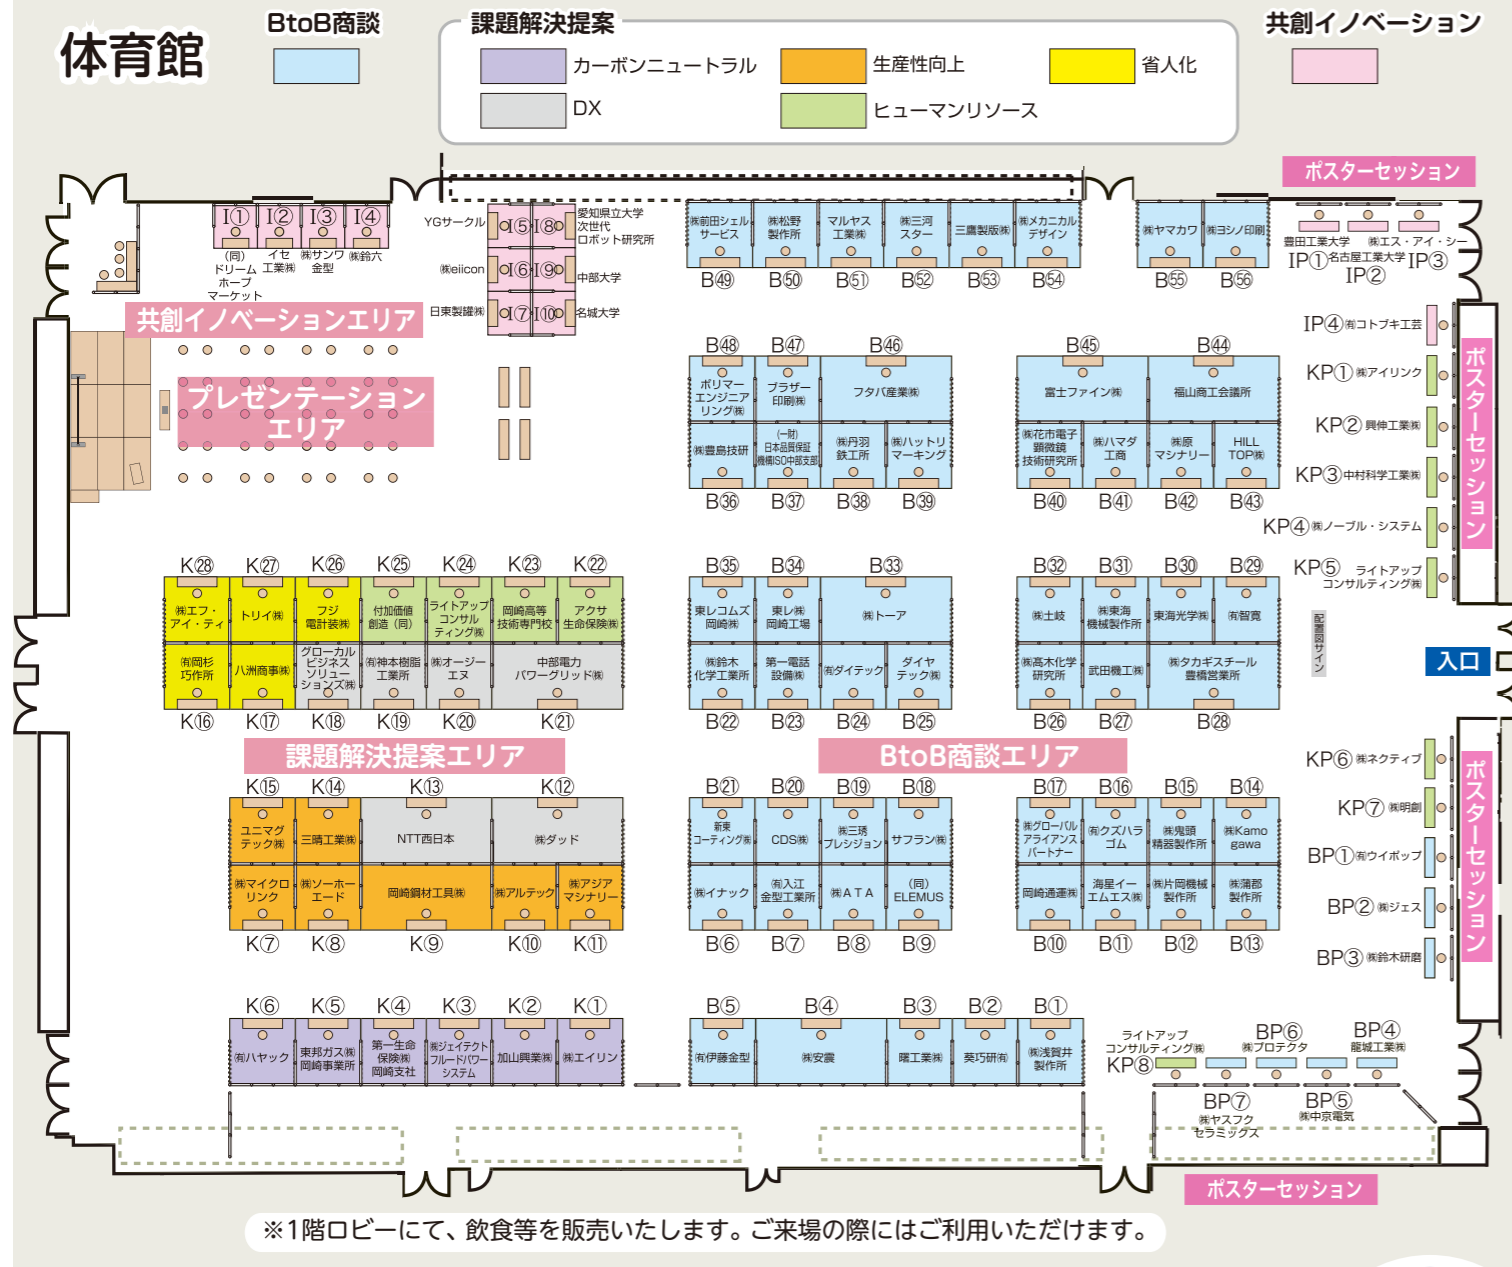 体育館
BtoB商談
課題解決提案
カーボンニュートラル
生産性向上
省人化
DX
ヒューマンリソース
共創イノベーション
ポスターセッション
I①
I②
I③
I④
(同)
ドリーム
ホープ
マーケット
イセ
工業㈱
㈱サンワ
金型
㈱鈴六
YGサークル
I⑤
I⑧
愛知県立大学
次世代
ロボット研究所
㈱eiicon
I⑥
I⑨
中部大学
日東製罐㈱
I⑦
I⑩
名城大学
共創イノベーションエリア
プレゼンテーション
エリア
㈱前田シェル
サービス
㈱松野
製作所
マルヤス
工業㈱
㈱三河
スター
三鷹製版㈱
㈱メカニカル
デザイン
㈱ヤマカワ
㈱ヨシノ印刷
B㊾
B㊿
B51
B52
B53
B54
B55
B56
豊田工業大学
IP①
名古屋工業大学
IP②
㈱エス・アイ・シー
IP③
IP④㈲コトブキ工芸
KP①㈱アイリンク
KP②興伸工業㈱
KP③中村科学工業㈱
KP④㈱ノーブル・システム
KP⑤ライトアップ
コンサルティング㈱
ポスターセッション
配置図サイン
入口
B㊽
B㊼
B㊻
B㊺
B㊹
ポリマー
エンジニア
リング㈱
ブラザー
印刷㈱
フタバ産業㈱
富士ファイン㈱
福山商工会議所
㈱豊島技研
(一財)
日本品質保証
機構ISO中部支部
㈱丹羽
鉄工所
㈱ハットリ
マーキング
㈱花市電子
顕微鏡
技術研究所
㈱ハマダ
工商
㈱原
マシナリー
HILL
TOP㈱
B㊱
B㊲
B㊳
B㊴
B㊵
B㊶
B㊷
B㊸
K㉘
K㉗
K㉖
K㉕
K㉔
K㉓
K㉒
㈱エフ・
アイ・ティ
トリイ㈱
フジ
電計装㈱
付加価値
創造(同)
ライトアップ
コンサル
ティング㈱
岡崎高等
技術専門校
アクサ
生命保険㈱
㈲岡杉
巧作所
八洲商事㈱
グローカル
ビジネス
ソリュー
ションズ㈱
㈲神本樹脂
工業所
㈱オージー
エヌ
中部電力
パワーグリッド㈱
K⑯
K⑰
K⑱
K⑲
K⑳
K㉑
B㉟
B㉞
B㉝
B㉜
B㉛
B㉚
B㉙
東レコムズ
岡崎㈱
東レ㈱
岡崎工場
㈱トーア
㈱土岐
㈱東海
機械製作所
東海光学㈱
㈲智寛
㈱鈴木
化学工業所
第一電話
設備㈱
㈲ダイテック
ダイヤ
テック㈱
㈱高木化学
研究所
武田機工㈱
㈱タカギスチール
豊橋営業所
B㉒
B㉓
B㉔
B㉕
B㉖
B㉗
B㉘
課題解決提案エリア
BtoB商談エリア
K⑮
K⑭
K⑬
K⑫
ユニマグ
テック㈱
三晴工業㈱
NTT西日本
㈱ダッド
㈱マイクロ
リンク
㈱ソーホー
エード
岡崎鋼材工具㈱
㈱アルテック
㈱アジア
マシナリー
K⑦
K⑧
K⑨
K⑩
K⑪
B㉑
B⑳
B⑲
B⑱
B⑰
B⑯
B⑮
B⑭
新東
コーティング㈱
CDS㈱
㈱三琇
プレシジョン
サフラン㈱
㈱グローバル
アライアンス
パートナー
㈲クズハラ
ゴム
㈱鬼頭
精器製作所
㈱Kamo
gawa
㈱イナック
㈲入江
金型工業所
㈱ATA
(同)
ELEMUS
岡崎通運㈱
海星イー
エムエス㈱
㈱片岡機械
製作所
㈱蒲郡
製作所
B⑥
B⑦
B⑧
B⑨
B⑩
B⑪
B⑫
B⑬
KP⑥㈱ネクティブ
KP⑦㈱明創
BP①㈲ウイポップ
BP②㈱ジェス
BP③㈱鈴木研磨
ポスターセッション
K⑥
K⑤
K④
K③
K②
K①
㈲ハヤック
東邦ガス㈱
岡崎事業所
第一生命
保険㈱
岡崎支社
㈱ジェイテクト
フルードパワー
システム
加山興業㈱
㈱エイリン
B⑤
B④
B③
B②
B①
㈲伊藤金型
㈱安震
曙工業㈱
葵巧研㈲
㈱浅賀井
製作所
ライトアップ
コンサルティング㈱
KP⑧
BP⑥
㈱プロテクタ
BP④
龍城工業㈱
BP⑦
㈱ヤスフク
セラミックス
BP⑤
㈱中京電気
ポスターセッション
※1階ロビーにて、飲食等を販売いたします。ご来場の際にはご利用いただけます。